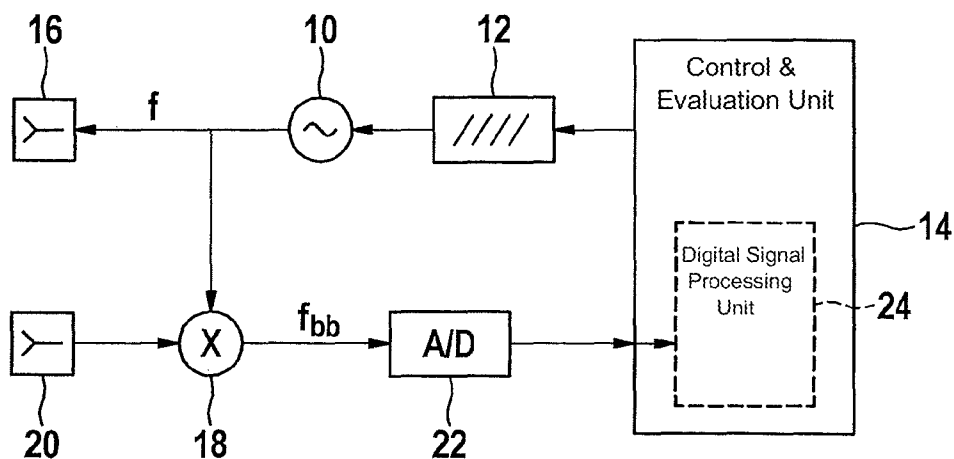 16
10
12
f
Control &
Evaluation Unit
14
Digital Signal
Processing
Unit
24
X
fbb
A/D
20
18
22